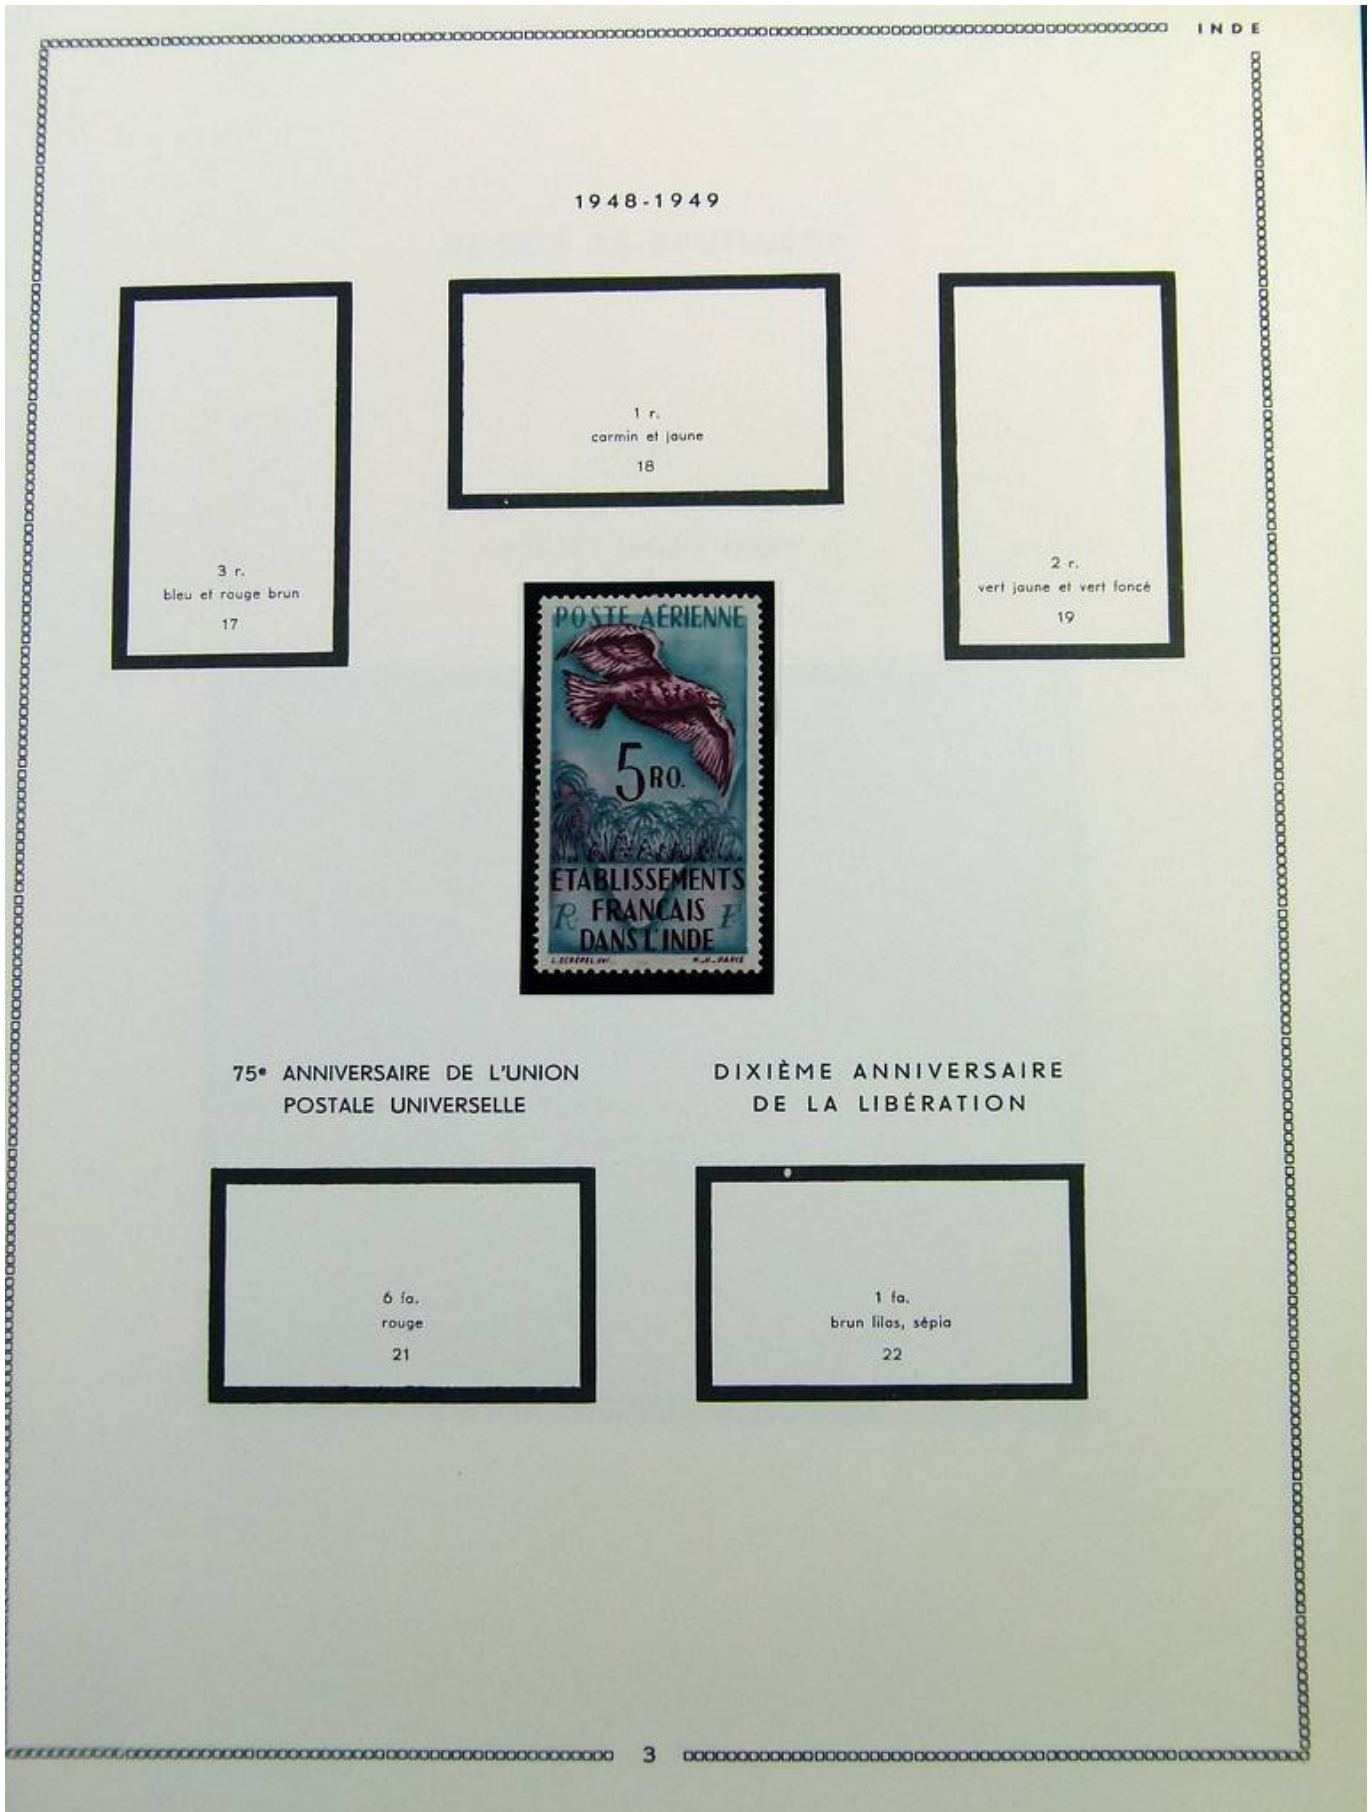 INDE
1948-1949
1 r.
carmin et jaune
18
3 r.
bleu et rouge brun
17
2 r.
vert jaune et vert foncé
19
POSTE AÉRIENNE
5 RO.
ETABLISSEMENTS
R FRANCAIS F
DANS L'INDE
75e ANNIVERSAIRE DE L'UNION
POSTALE UNIVERSELLE
DIXIÈME ANNIVERSAIRE
DE LA LIBÉRATION
6 fa.
rouge
21
1 fa.
brun lilas, sépia
22
3